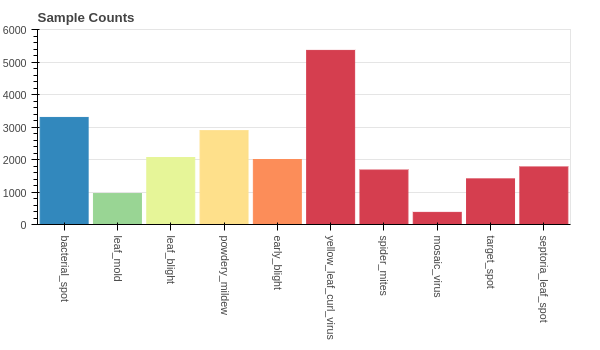 Sample Counts
6000
5000
4000
3000
2000
1000
0
bacterial_spot
leaf_mold
leaf_blight
powdery_mildew
early_blight
yellow_leaf_curl_virus
spider_mites
mosaic_virus
target_spot
septoria_leaf_spot